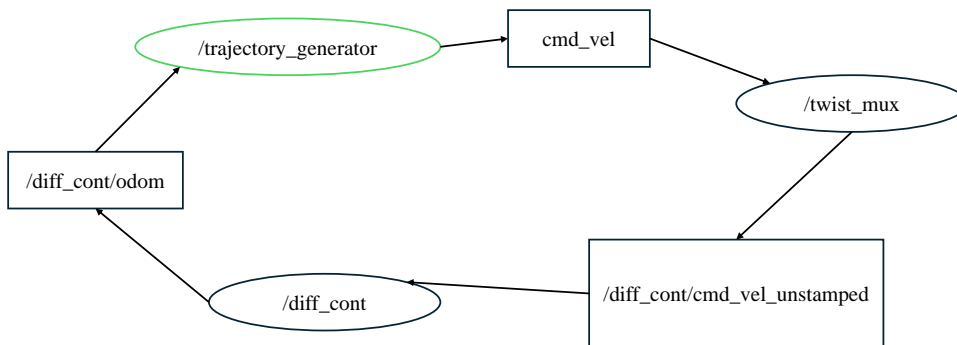 /trajectory_generator
cmd_vel
/twist_mux
/diff_cont/odom
/diff_cont/cmd_vel_unstamped
/diff_cont